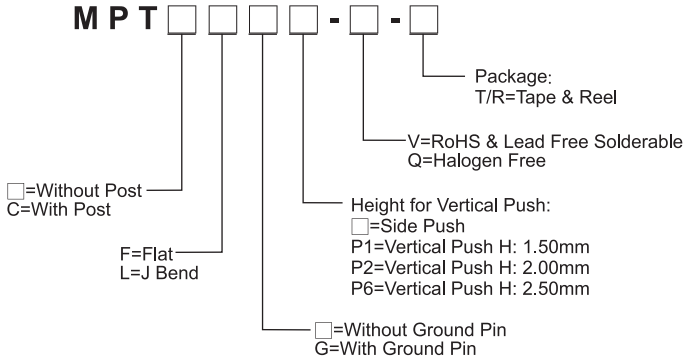 MPT□□□□-□-□
Package:
T/R=Tape & Reel
V=RoHS & Lead Free Solderable
Q=Halogen Free
□=Without Post
C=With Post
Height for Vertical Push:
□=Side Push
P1=Vertical Push H: 1.50mm
P2=Vertical Push H: 2.00mm
P6=Vertical Push H: 2.50mm
F=Flat
L=J Bend
□=Without Ground Pin
G=With Ground Pin